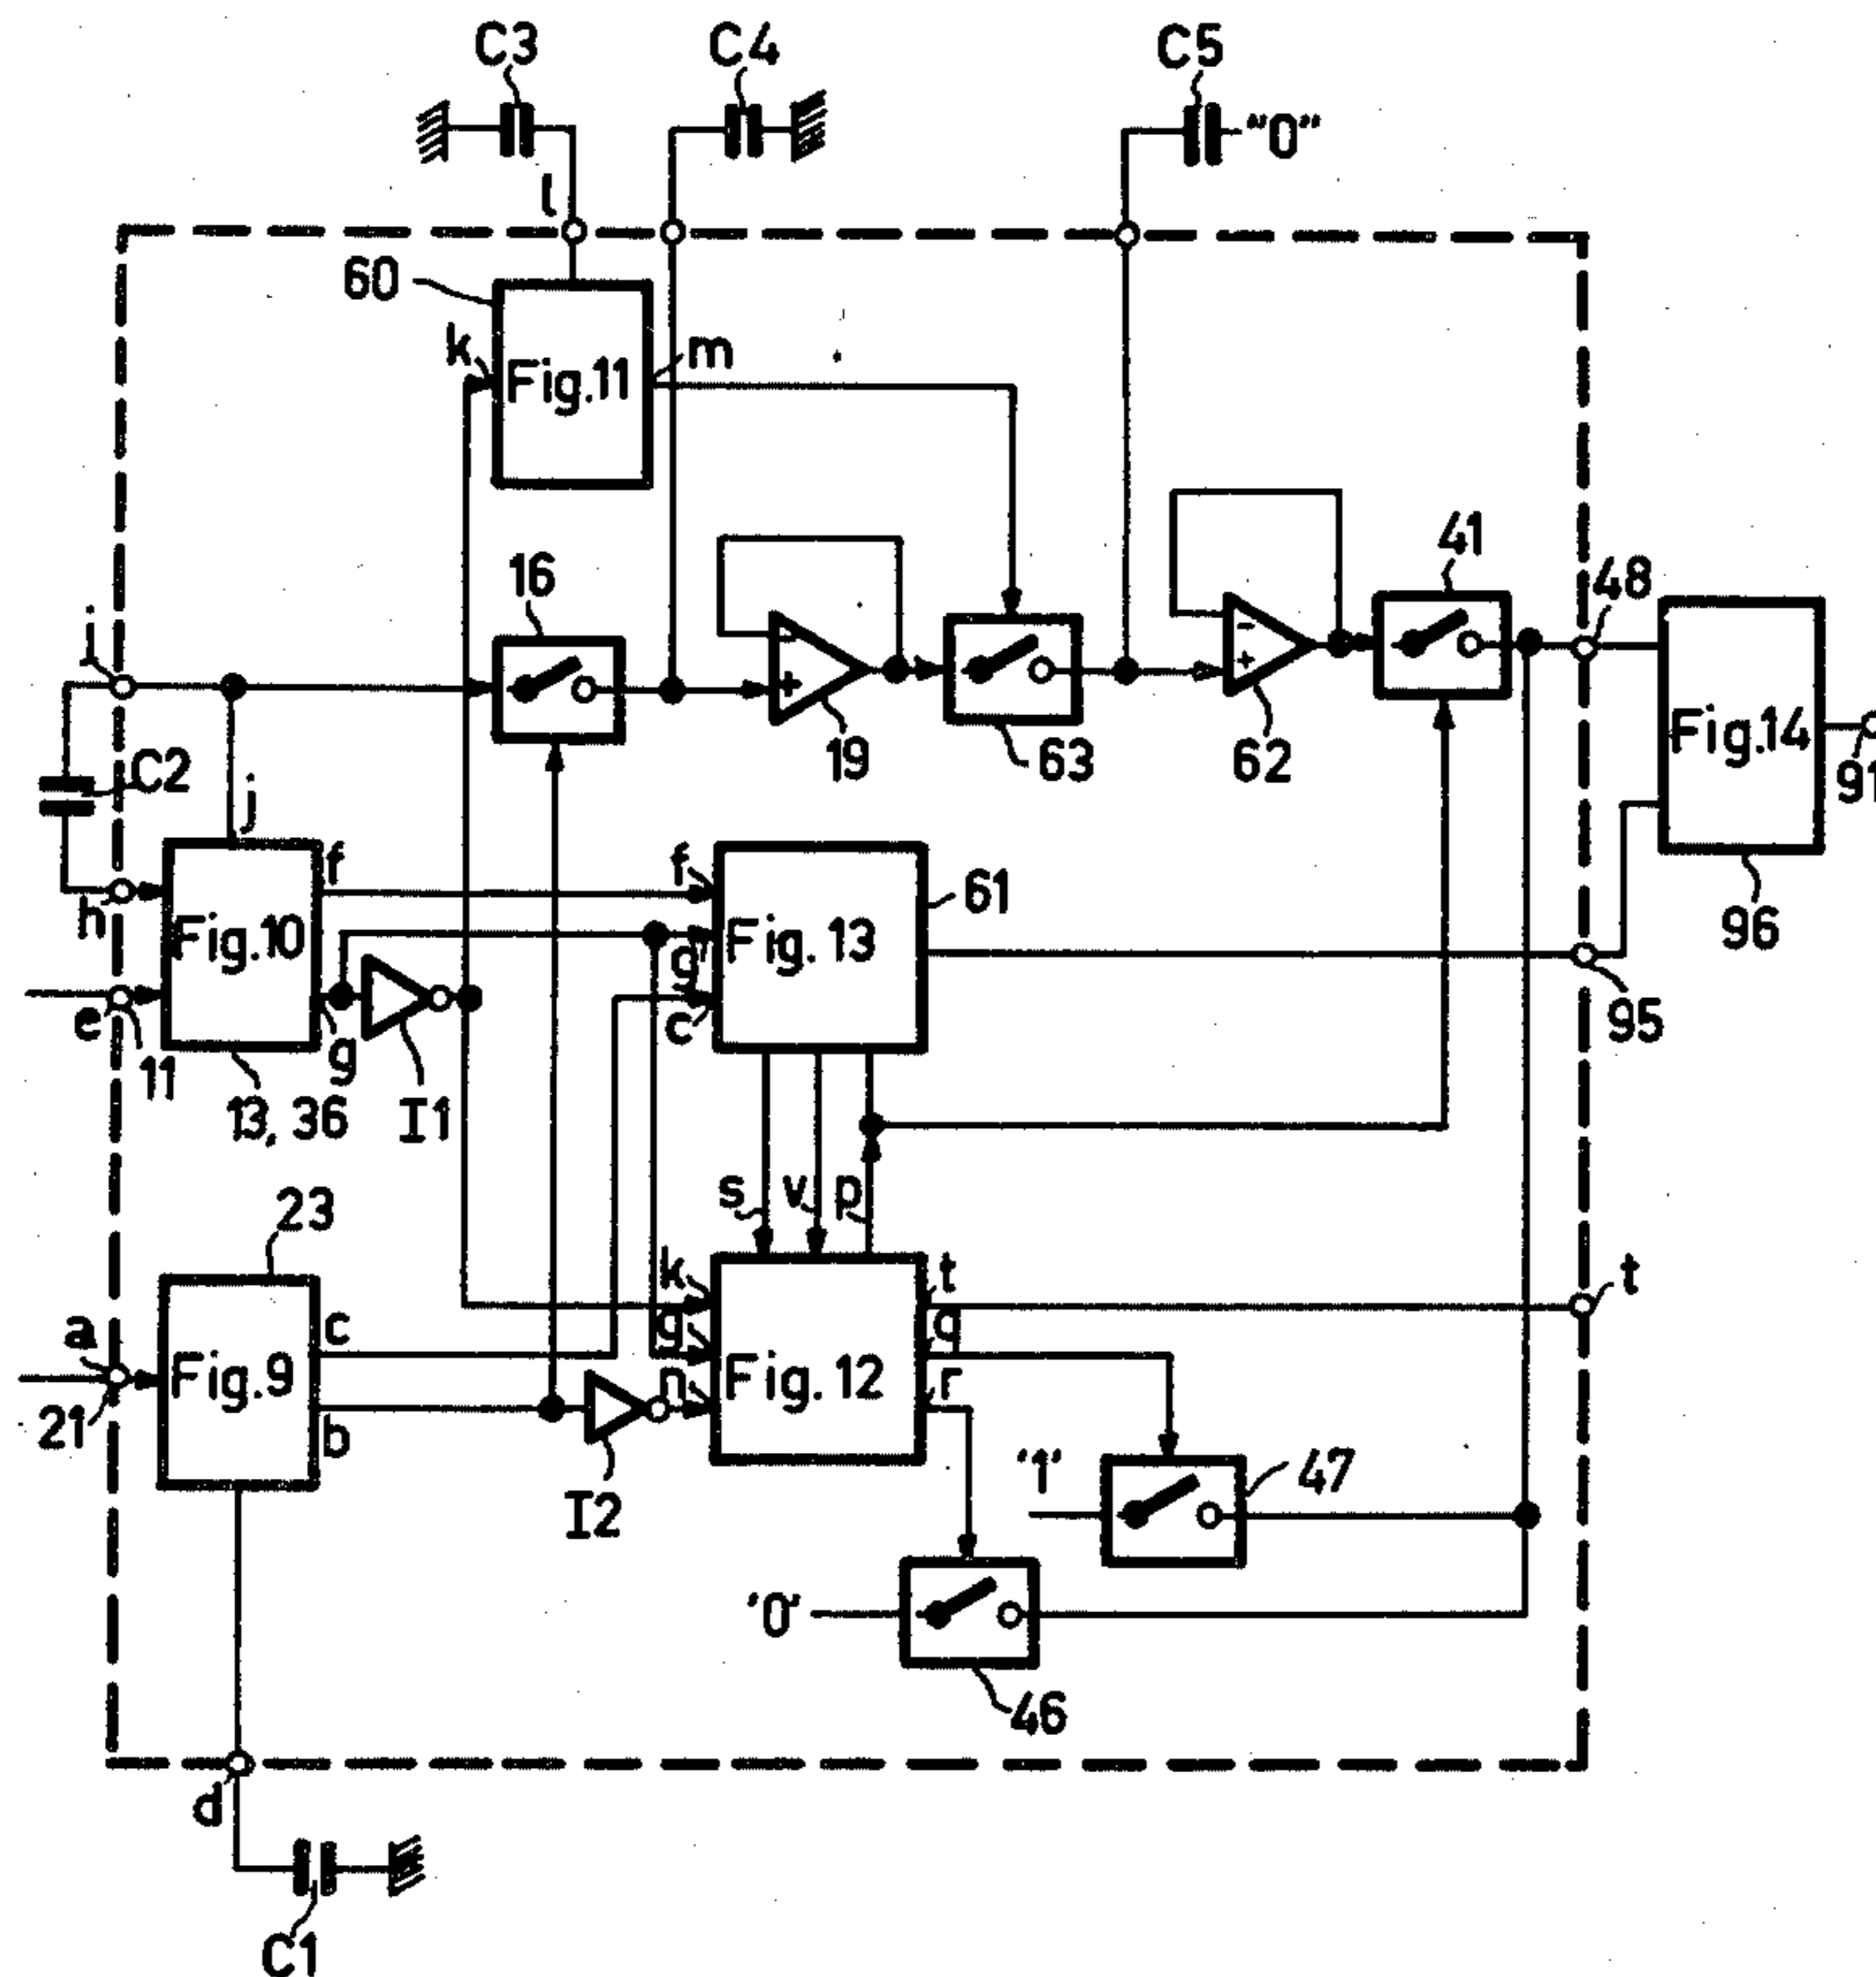 C3
C4
C5
"0"
l
60
k
Fig.11
m
16
41
48
j
19
63
62
Fig.14
91
C2
j
f
f
61
h
Fig.10
g
Fig.13
96
e
c
95
11
g
13, 36
I1
s
v
p
23
k
t
t
a
c
g
q
Fig.9
n
Fig.12
r
21
b
'1'
47
I2
'0'
46
d
C1